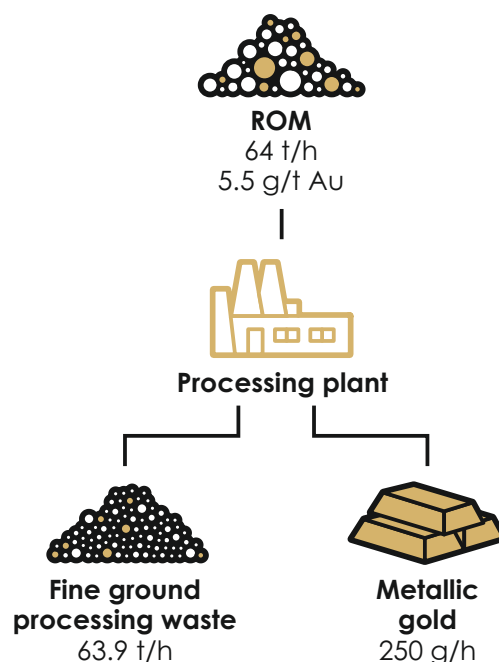 ROM
64 t/h
5.5 g/t Au
Processing plant
Fine ground
processing waste
63.9 t/h
Metallic
gold
250 g/h